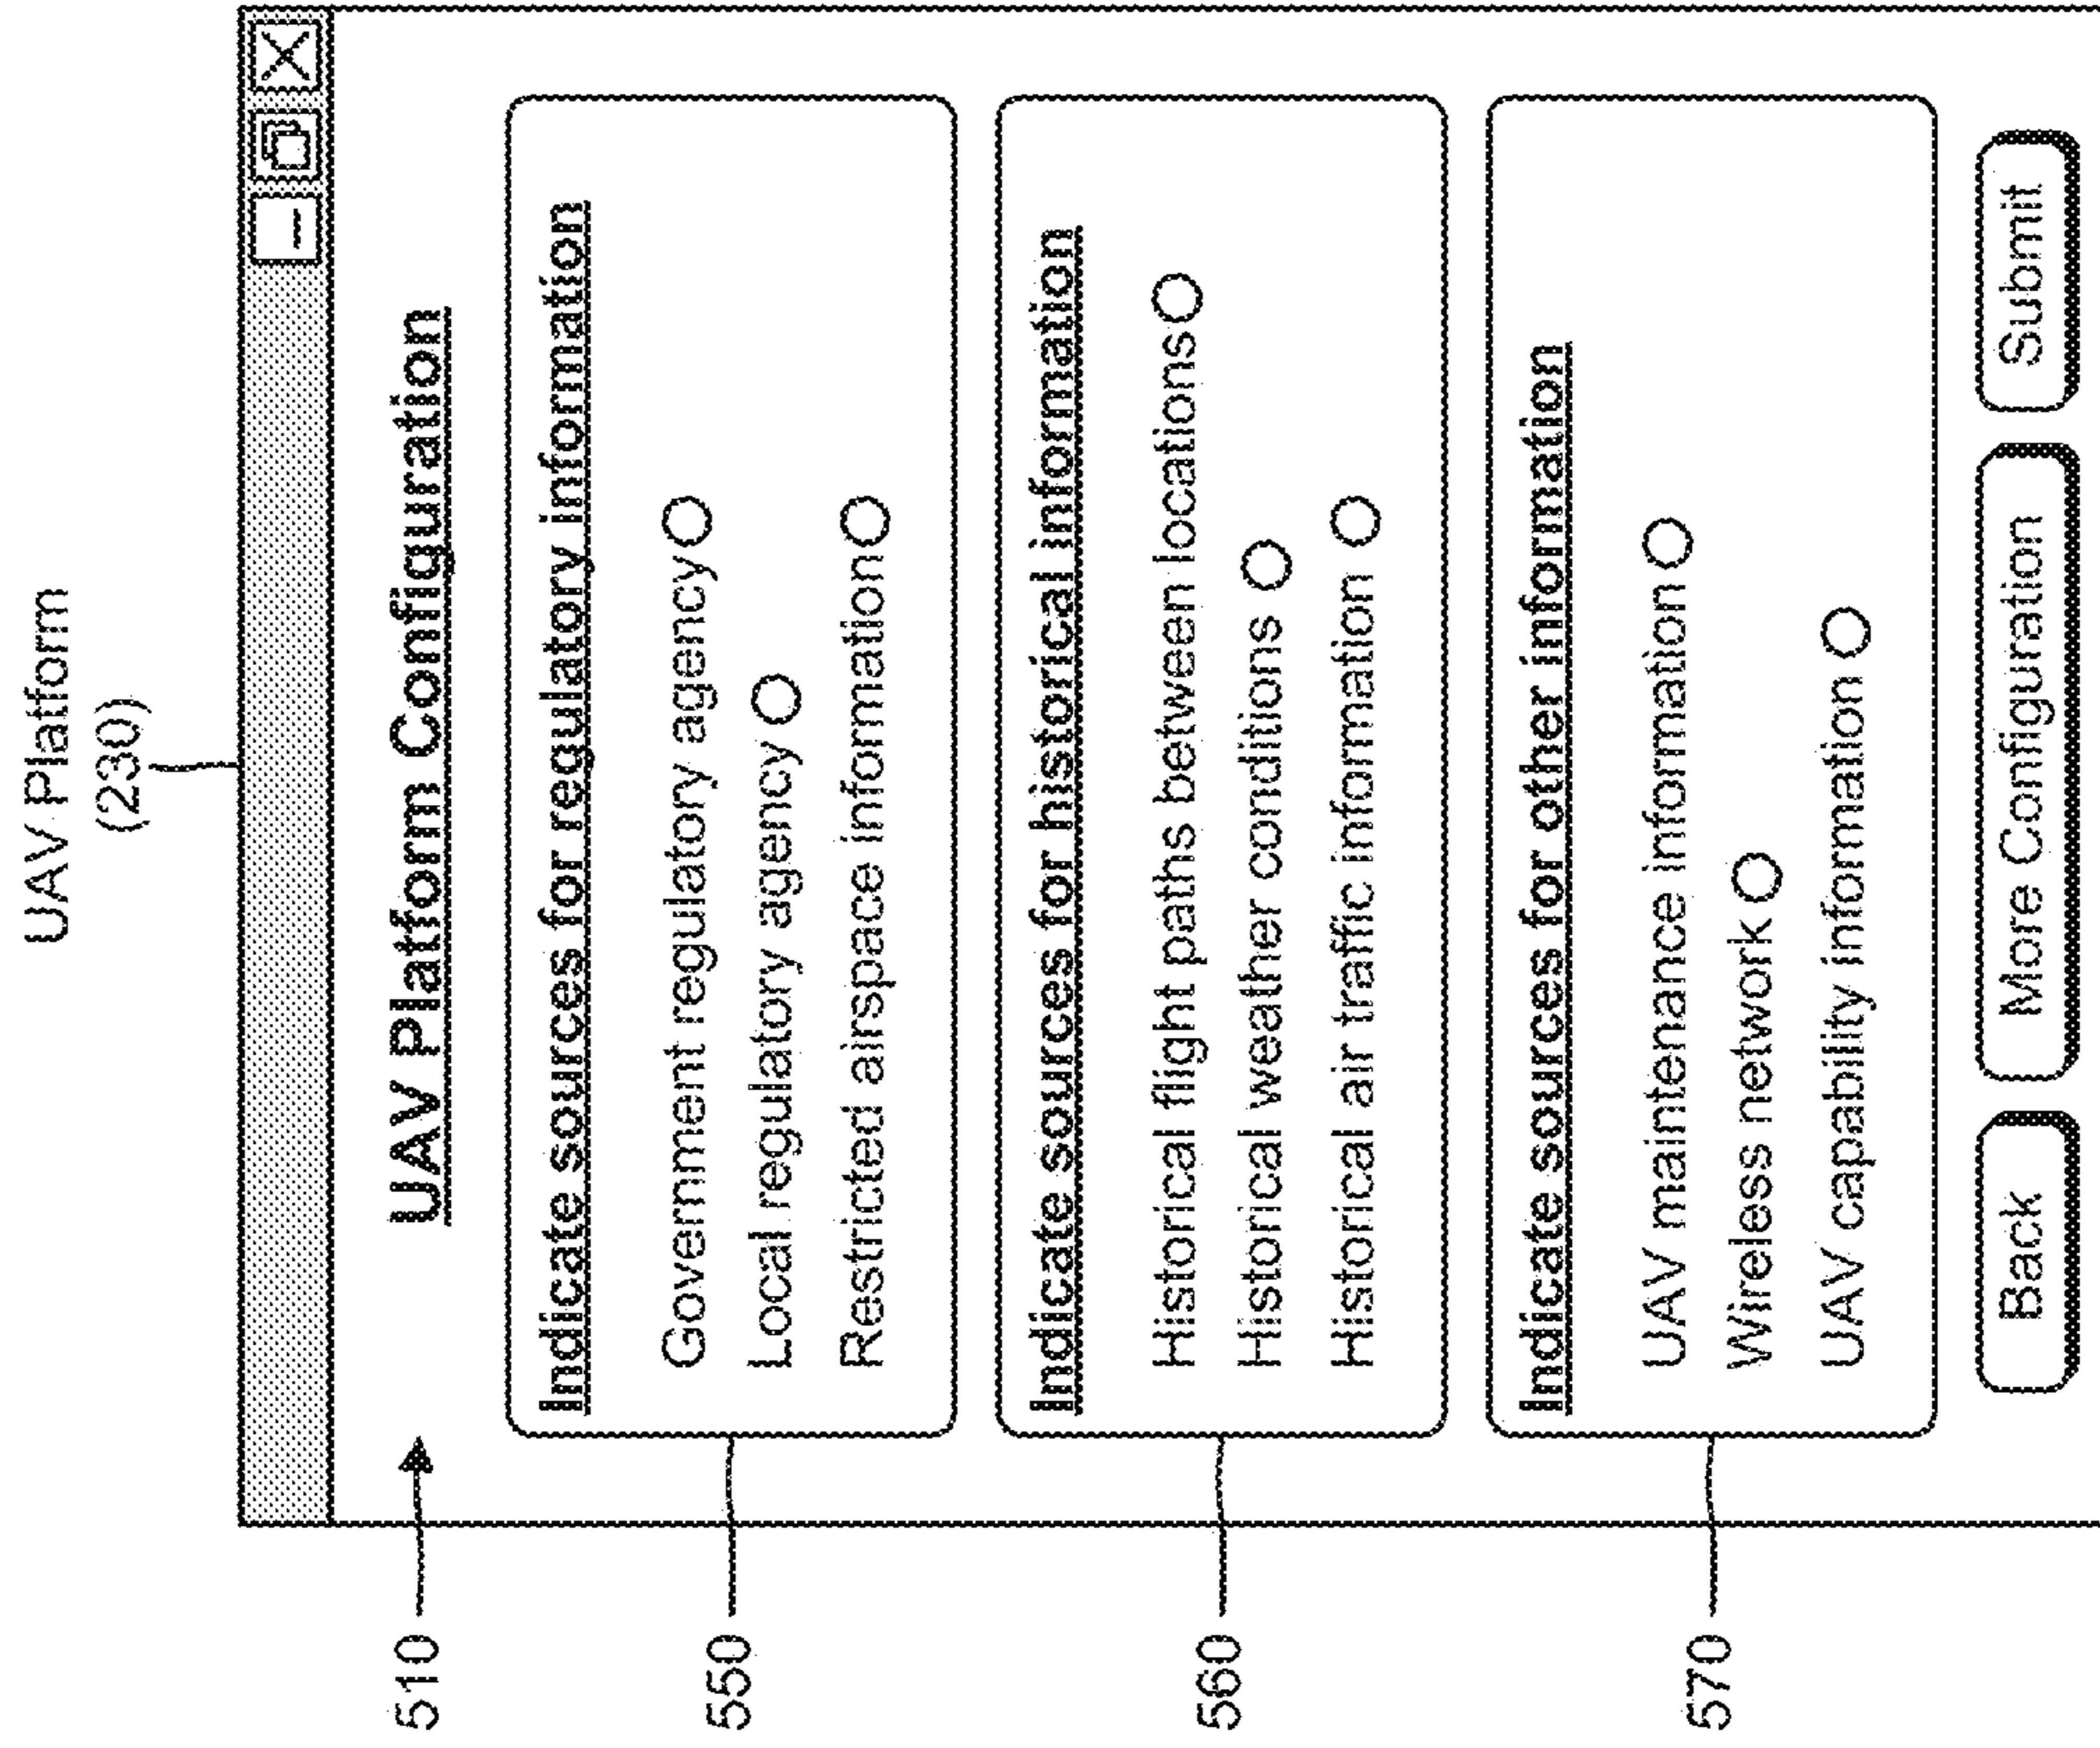 UAV Platform
(230)
510
UAV Platform Configuration
550
Indicate sources for regulatory information
Government regulatory agency
Local regulatory agency
Restricted airspace information
560
Indicate sources for historical information
Historical flight paths between locations
Historical weather conditions
Historical air traffic information
570
Indicate sources for other information
UAV maintenance information
Wireless network
UAV capability information
Back More Configuration Submit